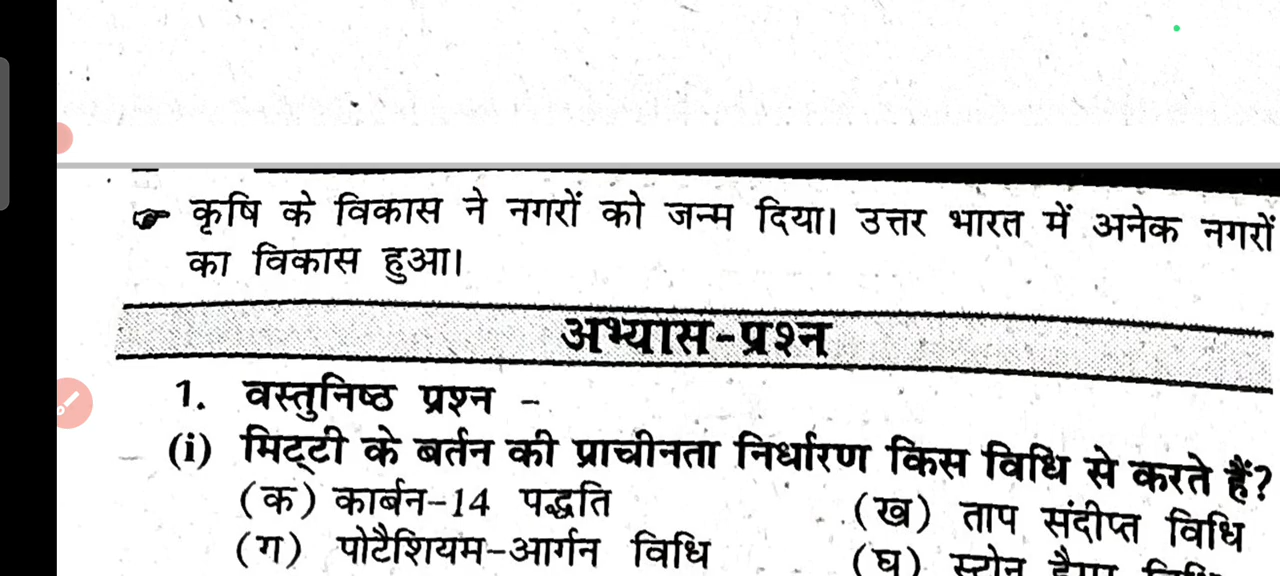 कृषि के विकास ने नगरों को जन्म दिया। उत्तर भारत में अनेक नगरों
का विकास हुआ।
अभ्यास-प्रश्न
1. वस्तुनिष्ठ प्रश्न -
(i) मिट्टी के बर्तन की प्राचीनता निर्धारण किस विधि से करते हैं?
(क) कार्बन-14 पद्धति (ख) ताप संदीप्त विधि
(ग) पोटैशियम-आर्गन विधि (घ)